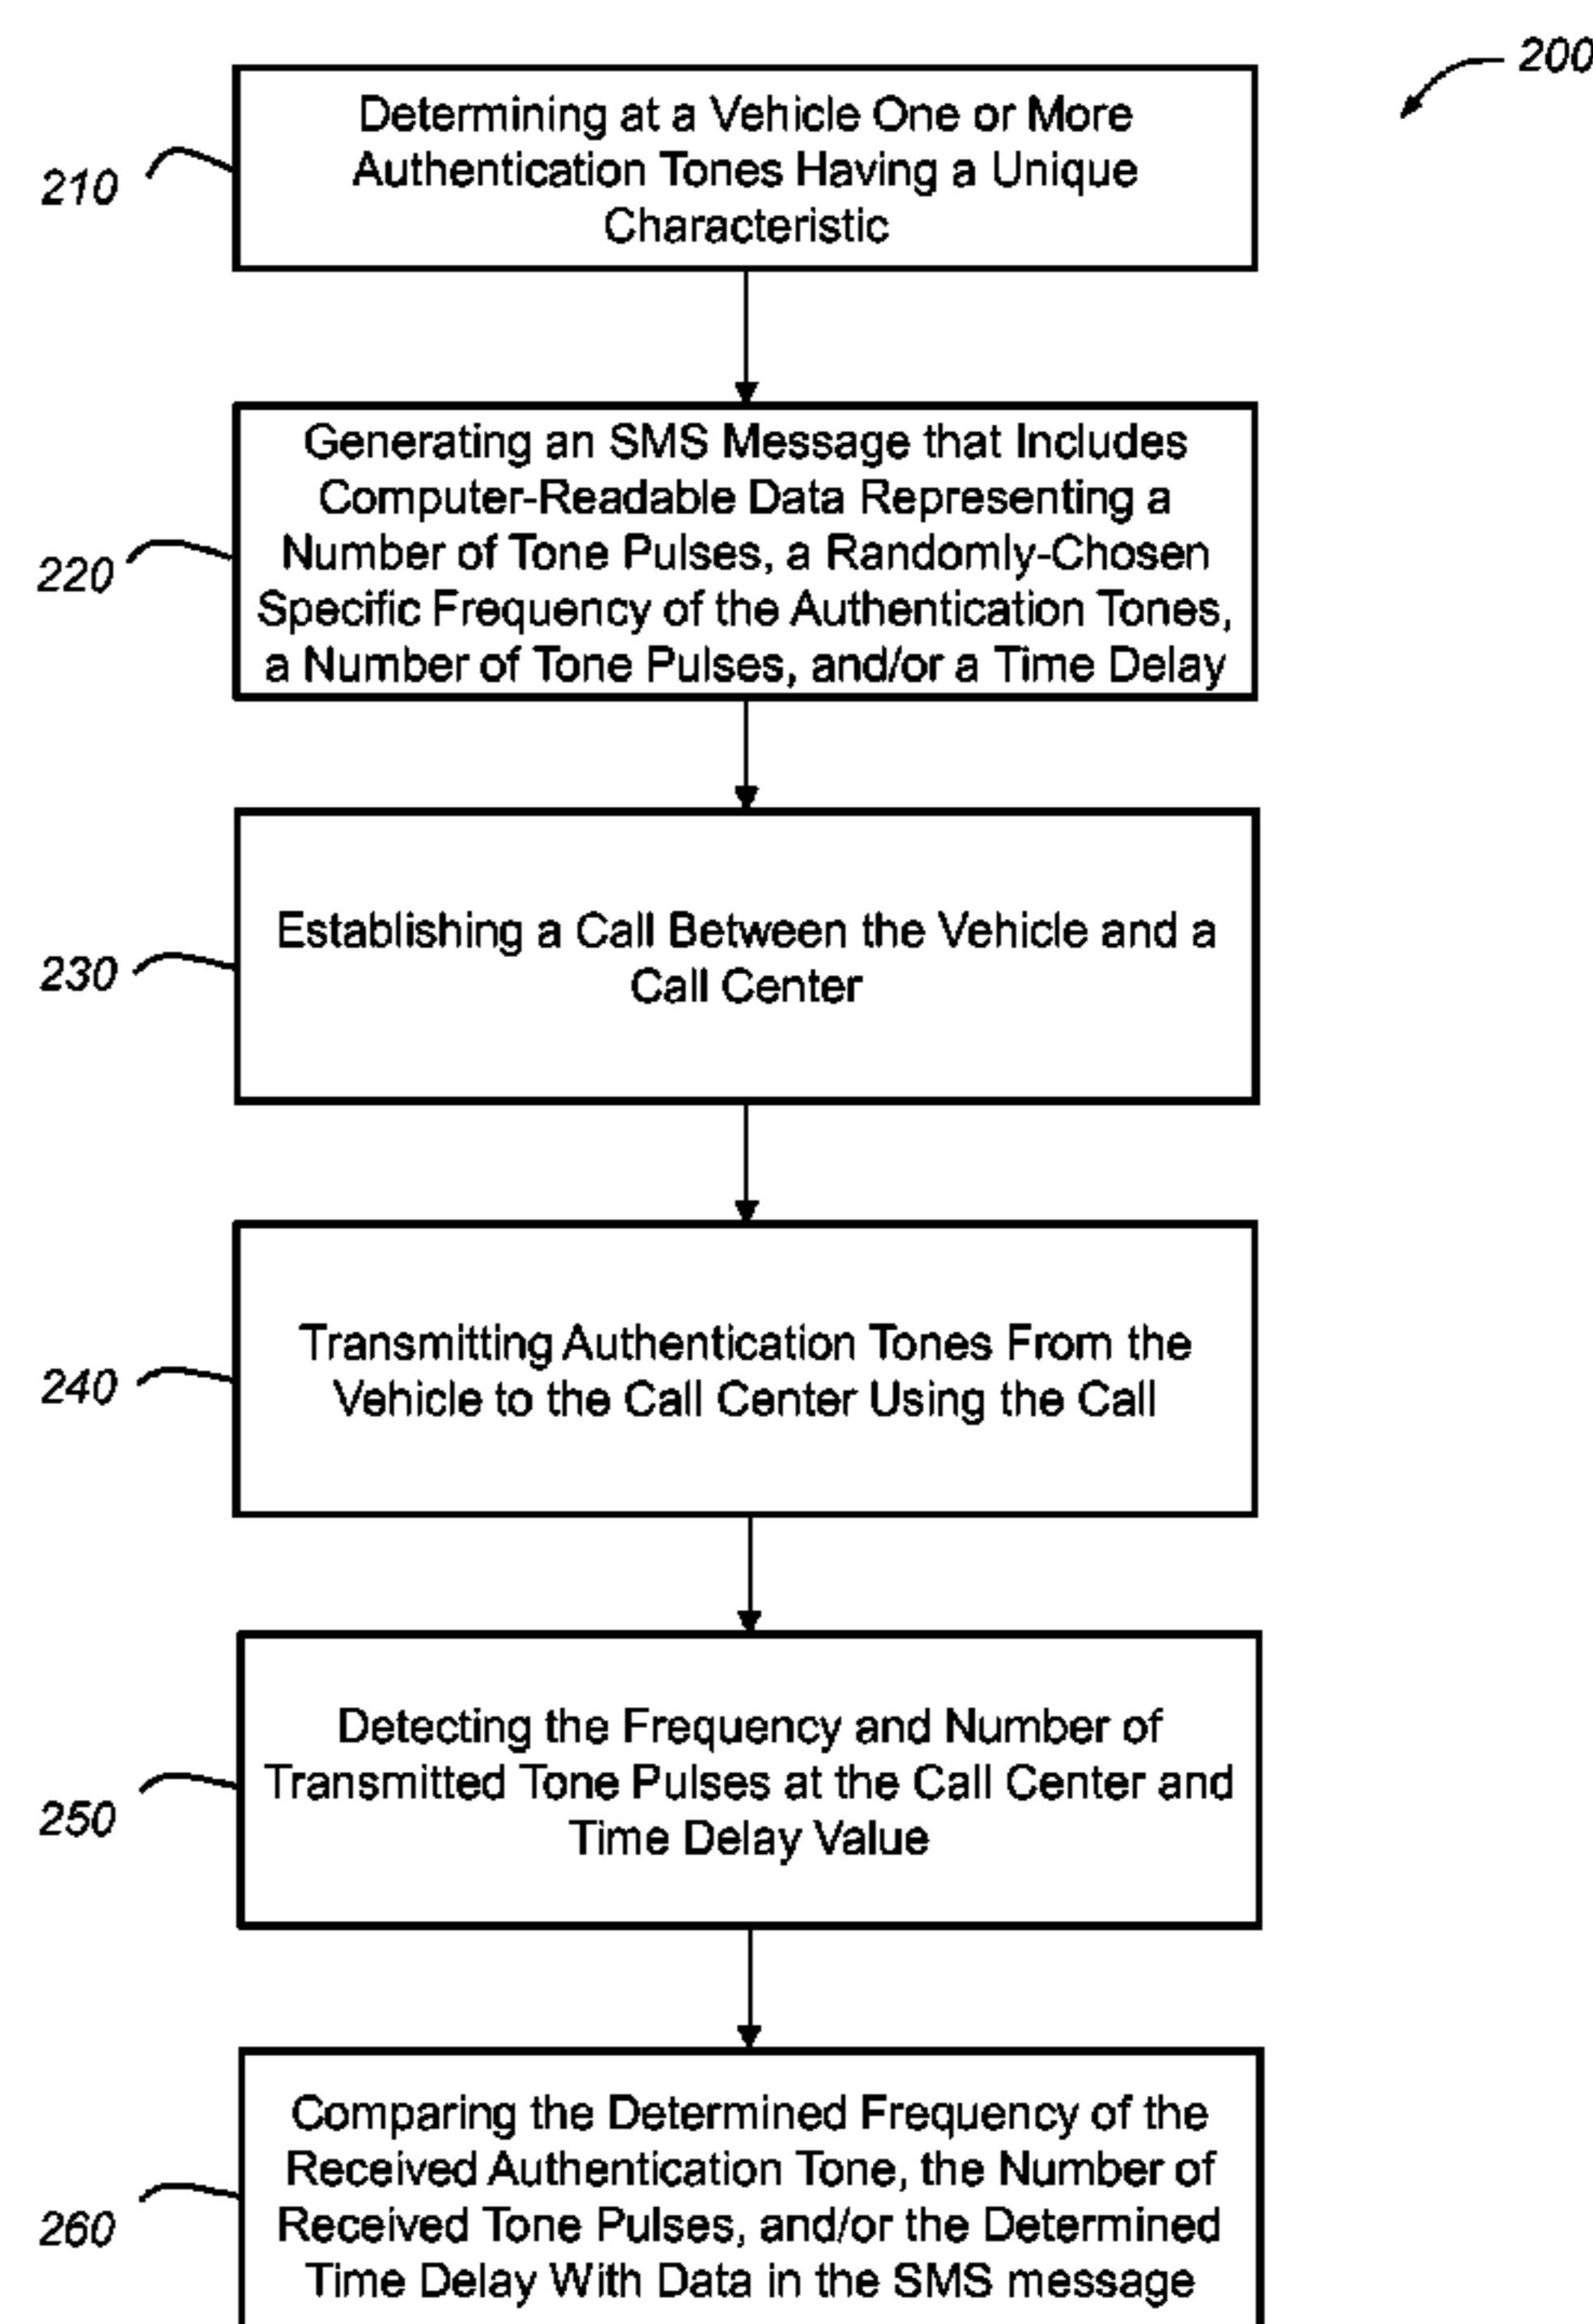 200
210
Determining at a Vehicle One or More
Authentication Tones Having a Unique
Characteristic
220
Generating an SMS Message that Includes
Computer-Readable Data Representing a
Number of Tone Pulses, a Randomly-Chosen
Specific Frequency of the Authentication Tones,
a Number of Tone Pulses, and/or a Time Delay
230
Establishing a Call Between the Vehicle and a
Call Center
240
Transmitting Authentication Tones From the
Vehicle to the Call Center Using the Call
250
Detecting the Frequency and Number of
Transmitted Tone Pulses at the Call Center and
Time Delay Value
260
Comparing the Determined Frequency of the
Received Authentication Tone, the Number of
Received Tone Pulses, and/or the Determined
Time Delay With Data in the SMS message